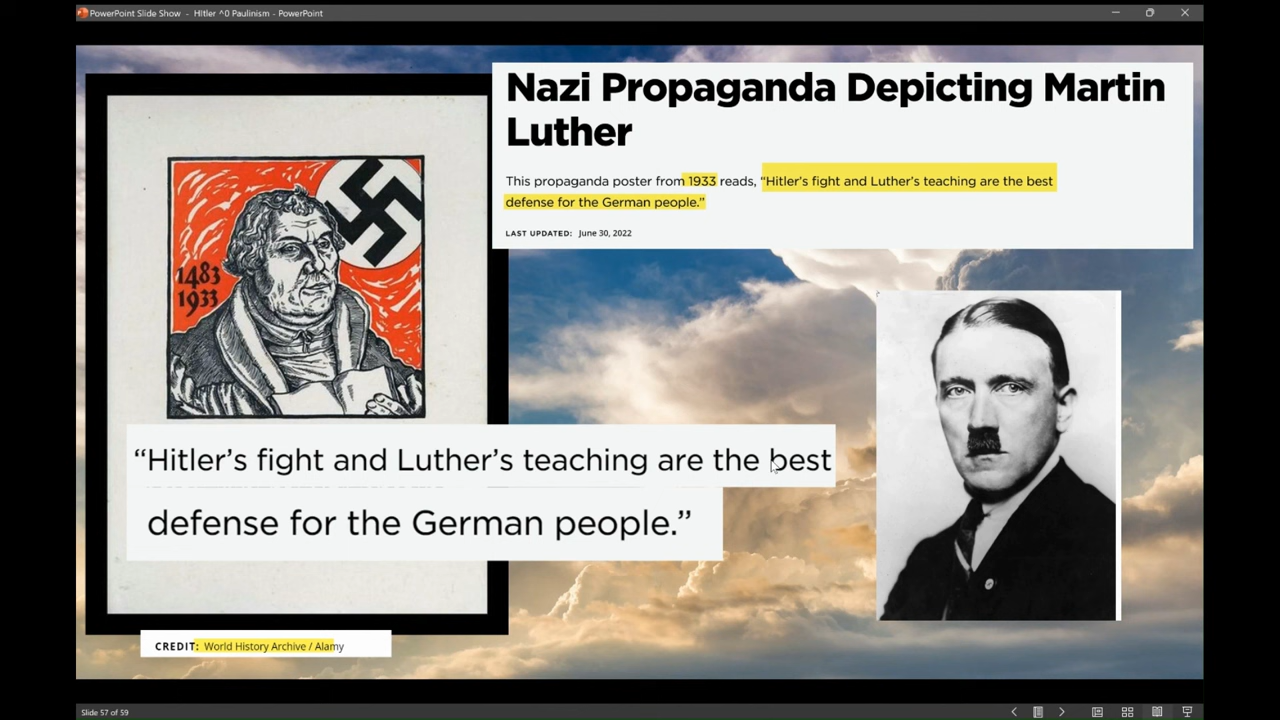 PowerPoint Slide Show - Hitler ^0 Paulinism - PowerPoint
Nazi Propaganda Depicting Martin
Luther
This propaganda poster from 1933 reads, “Hitler’s fight and Luther’s teaching are the best
defense for the German people.”
LAST UPDATED: June 30, 2022
1483
1933
“Hitler’s fight and Luther’s teaching are the best
defense for the German people.”
CREDIT: World History Archive / Alamy
Slide 57 of 59